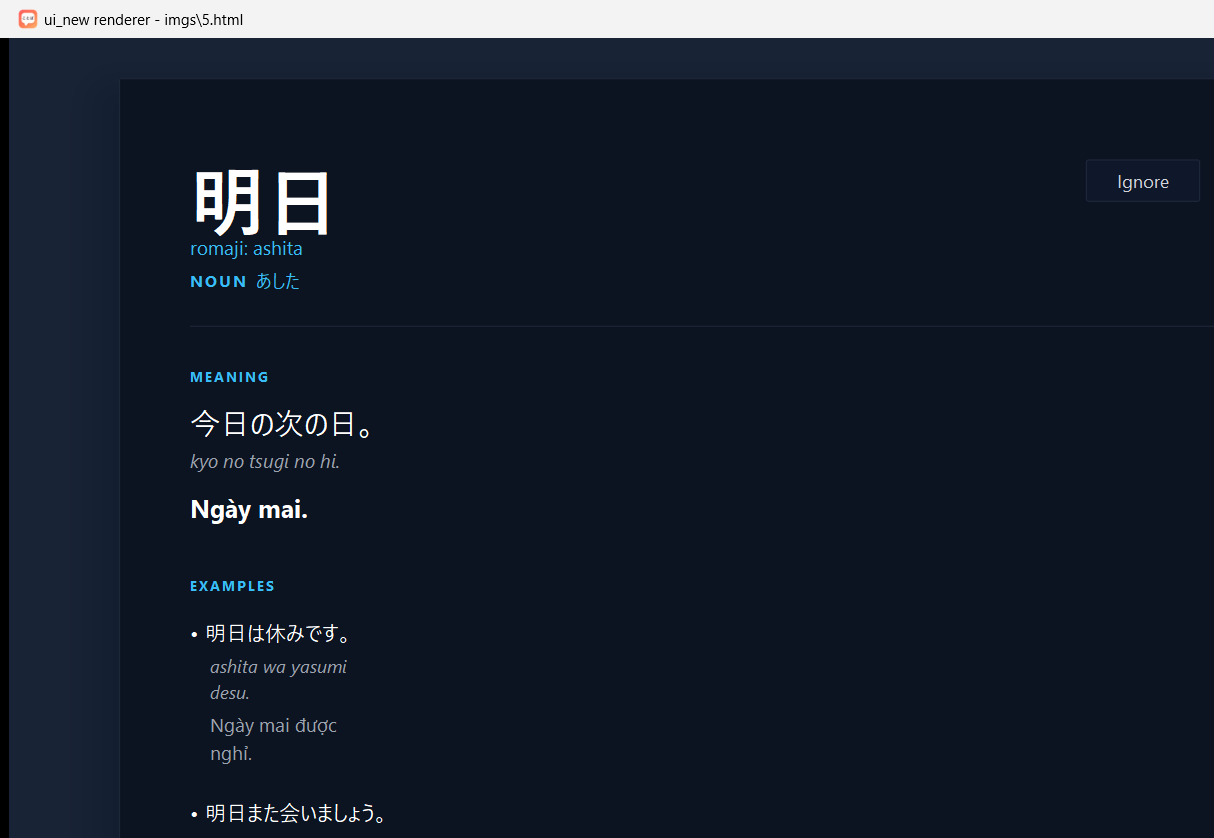 ui_new renderer - imgs\5.html
明日
Ignore
romaji: ashita
NOUN あした
MEANING
今日の次の日。
kyo no tsugi no hi.
Ngày mai.
EXAMPLES
• 明日は休みです。
ashita wa yasumi
desu.
Ngày mai được
nghỉ.
• 明日また会いましょう。